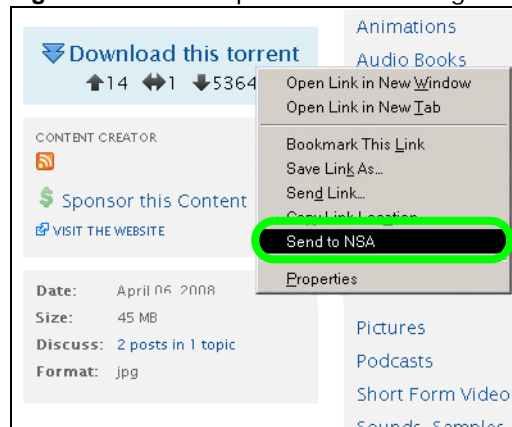 Download this torrent
14 1 5364
CONTENT CREATOR
Sponsor this Content
VISIT THE WEBSITE
Date: April 06 2008
Size: 45 MB
Discuss: 2 posts in 1 topic
Format: jpg
Open Link in New Window
Open Link in New Tab
Bookmark This Link
Save Link As...
Send Link...
Copy Link Location
Send to NSA
Properties
Animations
Audio Books
Pictures
Podcasts
Short Form Video